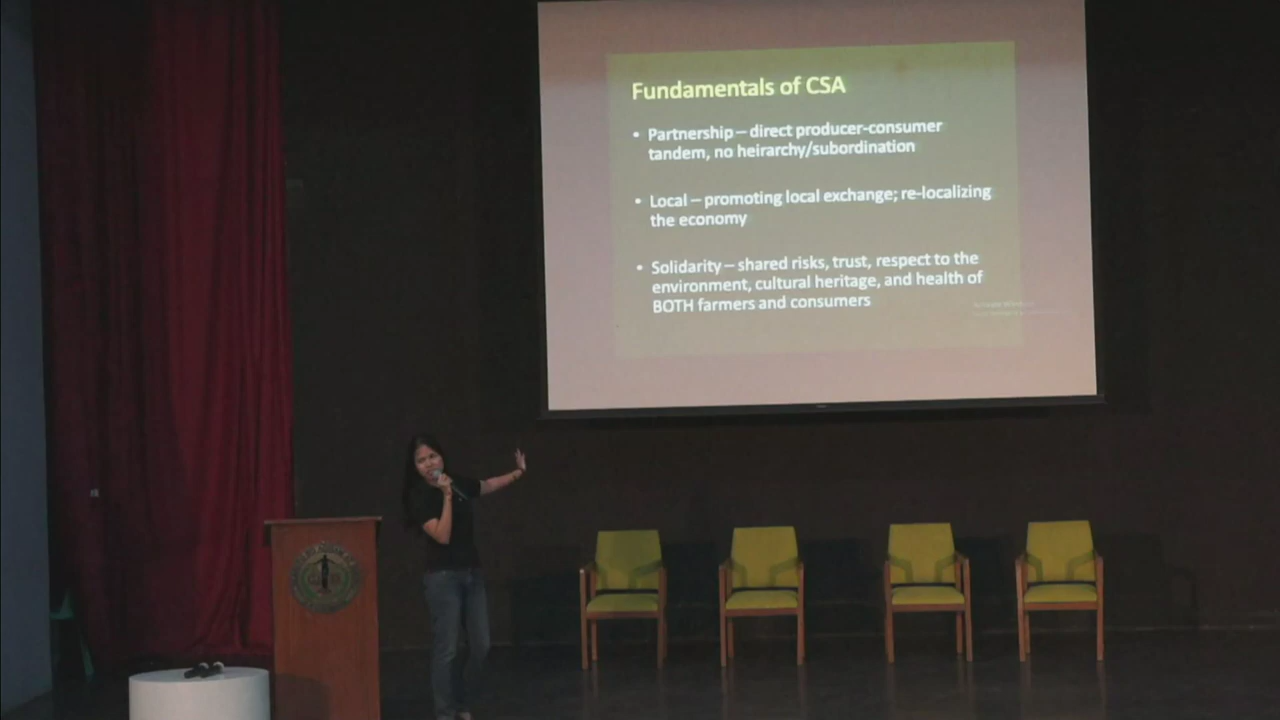 Fundamentals of CSA
• Partnership – direct producer-consumer
tandem, no heirarchy/subordination
• Local – promoting local exchange; re-localizing
the economy
• Solidarity – shared risks, trust, respect to the
environment, cultural heritage, and health of
BOTH farmers and consumers